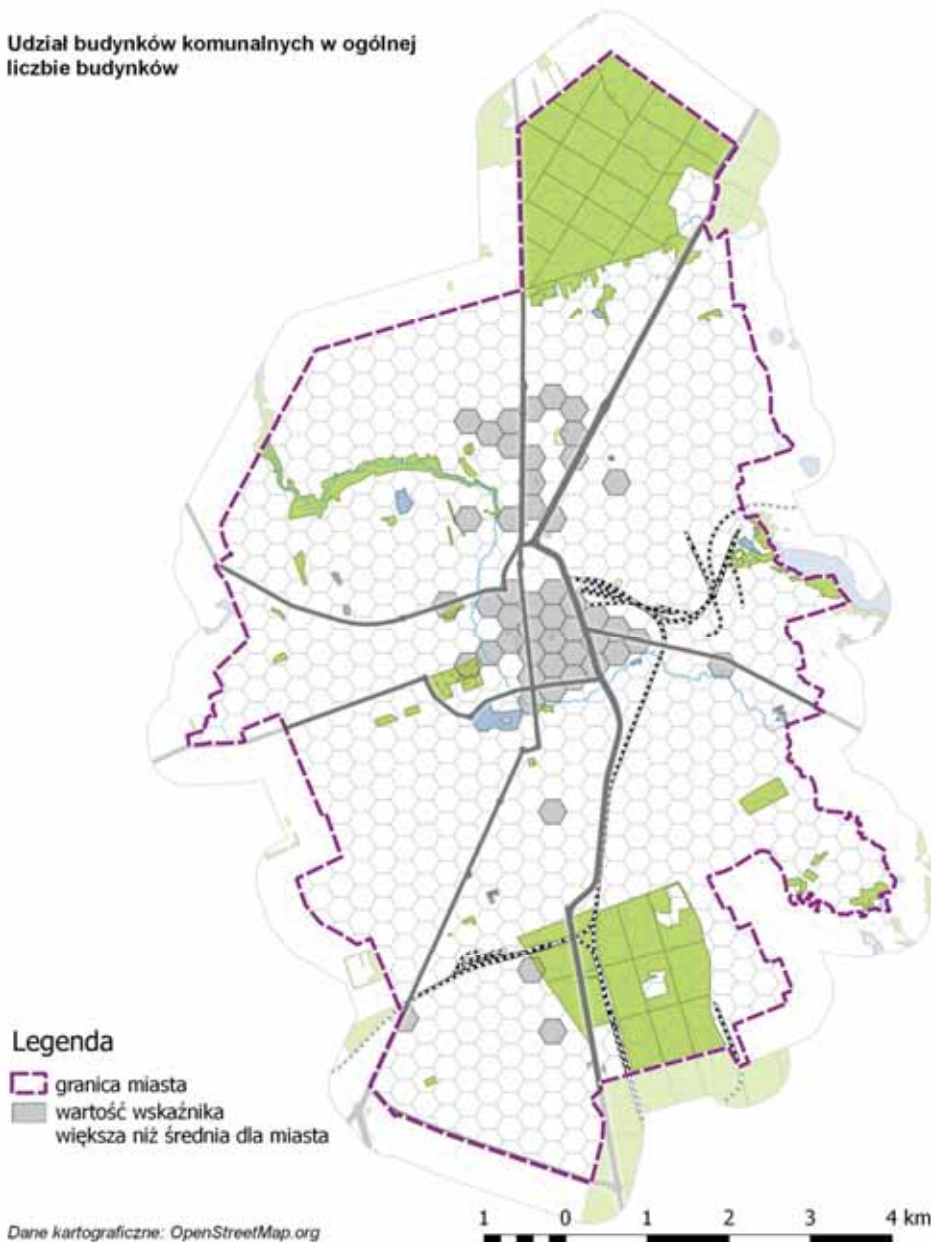 Udział budynków komunalnych w ogólnej
liczbie budynków
Legenda
granica miasta
wartość wskaźnika
większa niż średnia dla miasta
Dane kartograficzne: OpenStreetMap.org
1 0 1 2 3 4 km